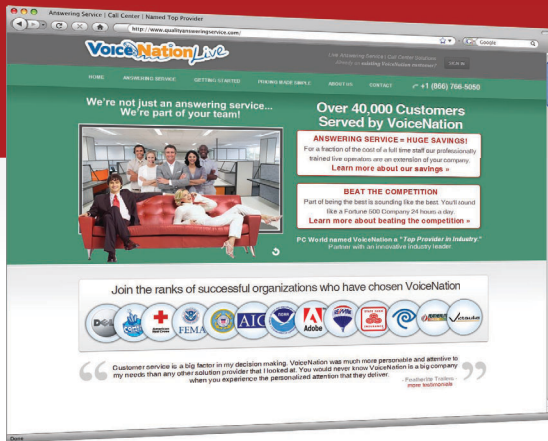 Answering Service | Call Center | Named Top Provider
http://www.qualityansweringservice.com/
Google
VoiceNation Live
Live Answering Service | Call Center Solutions
Already an existing VoiceNation customer?
SIGN IN
HOME
ANSWERING SERVICE
GETTING STARTED
PRICING MADE SIMPLE
ABOUT US
CONTACT
+1 (866) 766-5050
We're not just an answering service...
We're part of your team!
Over 40,000 Customers
Served by VoiceNation
ANSWERING SERVICE = HUGE SAVINGS!
For a fraction of the cost of a full time staff our professionally
trained live operators are an extension of your company.
Learn more about our savings »
BEAT THE COMPETITION
Part of being the best is sounding like the best. You'll sound
like a Fortune 500 Company 24 hours a day.
Learn more about beating the competition »
PC World named VoiceNation a "Top Provider in Industry."
Partner with an innovative industry leader.
Join the ranks of successful organizations who have chosen VoiceNation
DELL
American Red Cross
FEMA
AIG
Adobe
RE/MAX
Versute
Customer service is a big factor in my decision making. VoiceNation was much more personable and attentive to
my needs than any other solution provider that I looked at. You would never know VoiceNation is a big company
when you experience the personalized attention that they deliver.
more testimonials
Done